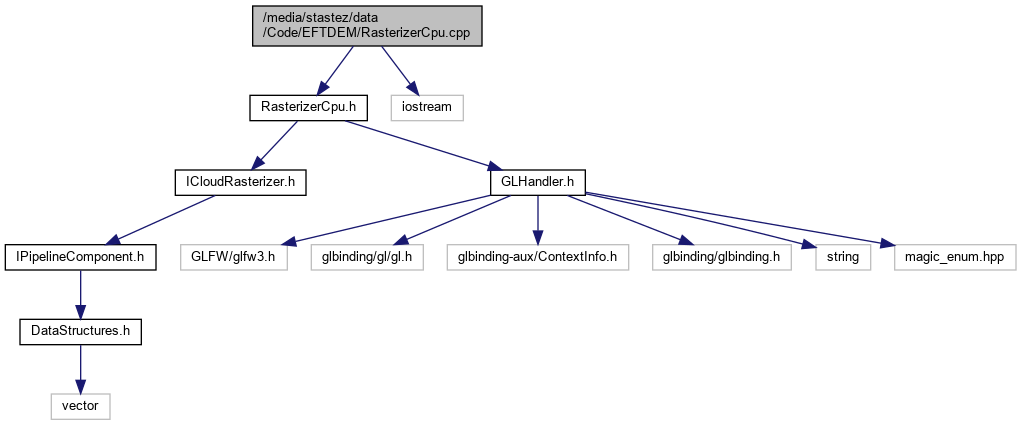 /media/stastez/data
/Code/EFTDEM/RasterizerCpu.cpp
RasterizerCpu.h
iostream
ICloudRasterizer.h
GLHandler.h
IPipelineComponent.h
GLFW/glfw3.h
glbinding/gl/gl.h
glbinding-aux/ContextInfo.h
glbinding/glbinding.h
string
magic_enum.hpp
DataStructures.h
vector